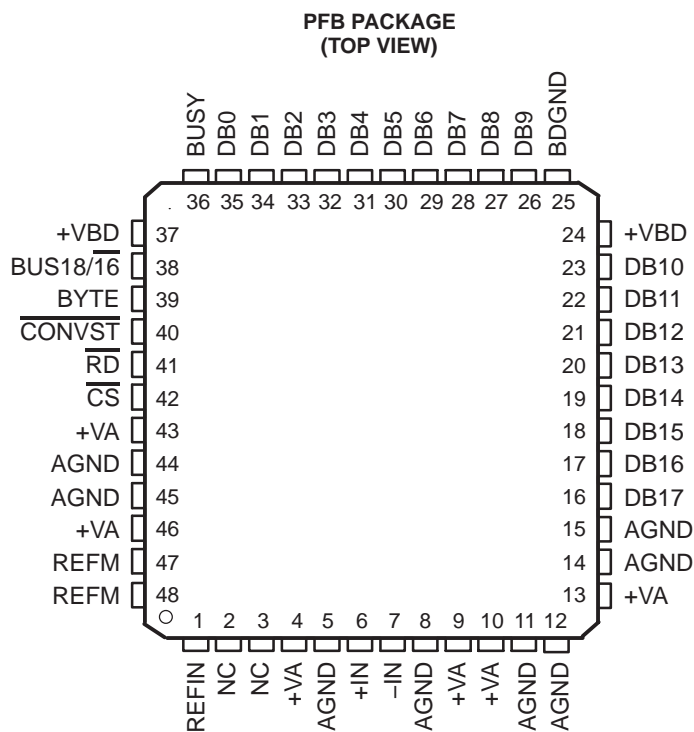 PFB PACKAGE
(TOP VIEW)
BUSY
DB0
DB1
DB2
DB3
DB4
DB5
DB6
DB7
DB8
DB9
BDGND
36 35 34 33 32 31 30 29 28 27 26 25
+VBD 37
BUS18/16 38
BYTE 39
CONVST 40
RD 41
CS 42
+VA 43
AGND 44
AGND 45
+VA 46
REFM 47
REFM 48
24 +VBD
23 DB10
22 DB11
21 DB12
20 DB13
19 DB14
18 DB15
17 DB16
16 DB17
15 AGND
14 AGND
13 +VA
1 2 3 4 5 6 7 8 9 10 11 12
REFIN
NC
NC
+VA
AGND
+IN
–IN
AGND
+VA
+VA
AGND
AGND